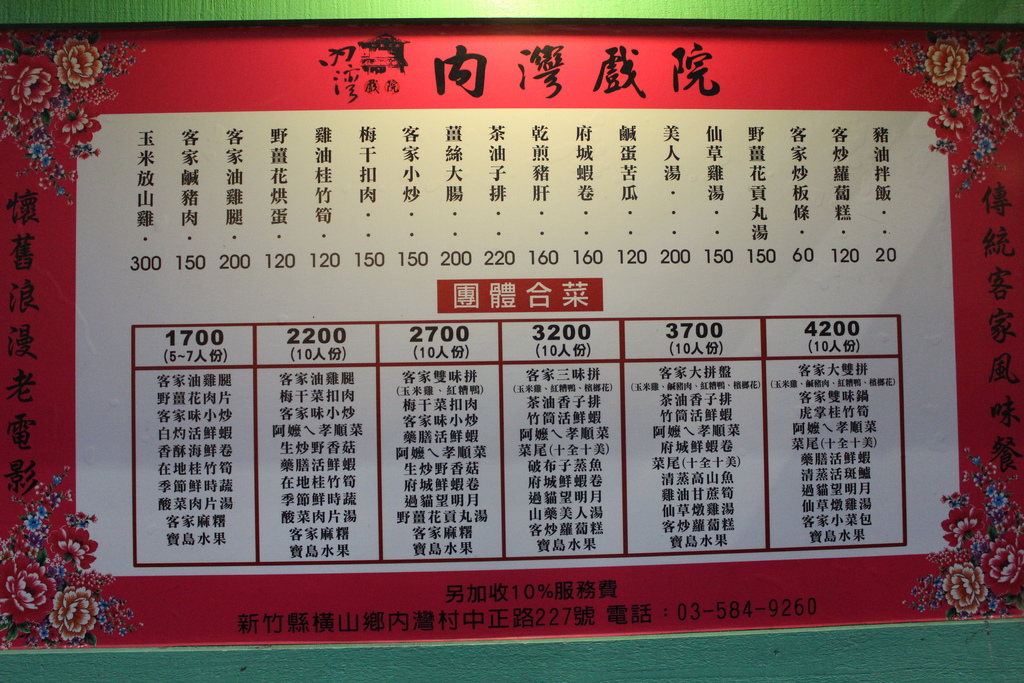 內灣戲院
內灣戲院
傳統客家風味餐
豬油拌飯・ 20
客炒蘿蔔糕・ 120
客家炒板條・ 60
野薑花貢丸湯 150
仙草雞湯・・ 150
美人湯・・・ 200
鹹蛋苦瓜・・ 120
府城蝦卷・・ 160
乾煎豬肝・・ 160
茶油子排・・ 220
薑絲大腸・・ 200
客家小炒・・ 150
梅干扣肉・・ 150
雞油桂竹筍・ 120
野薑花烘蛋・ 120
客家油雞腿・ 200
客家鹹豬肉・ 150
玉米放山雞・ 300
團體合菜
1700
(5~7人份)
客家油雞腿
野薑花肉片
客家味小炒
白灼活鮮蝦
香酥海鮮卷
在地桂竹筍
季節鮮時蔬
酸菜肉片湯
客家麻糬
寶島水果
2200
(10人份)
客家油雞腿
梅干菜扣肉
客家味小炒
阿嬤ㄟ孝順菜
生炒野香菇
藥膳活鮮蝦
在地桂竹筍
季節鮮時蔬
酸菜肉片湯
客家麻糬
寶島水果
2700
(10人份)
客家雙味拼
(玉米雞、紅糟鴨)
梅干菜扣肉
客家味小炒
藥膳活鮮蝦
阿嬤ㄟ孝順菜
生炒野香菇
府城鮮蝦卷
過貓望明月
野薑花貢丸湯
客家麻糬
寶島水果
3200
(10人份)
客家三味拼
(玉米雞、紅糟鴨、檳榔花)
茶油香子排
竹筒活鮮蝦
阿嬤ㄟ孝順菜
菜尾(十全十美)
破布子蒸魚
府城鮮蝦卷
過貓望明月
山藥美人湯
客炒蘿蔔糕
寶島水果
3700
(10人份)
客家大拼盤
(玉米雞、鹹豬肉、紅糟鴨、檳榔花)
茶油香子排
竹筒活鮮蝦
阿嬤ㄟ孝順菜
府城鮮蝦卷
菜尾(十全十美)
清蒸高山魚
雞油甘蔗筍
仙草燉雞湯
客炒蘿蔔糕
寶島水果
4200
(10人份)
客家大雙拼
(玉米雞、鹹豬肉、紅糟鴨、檳榔花)
客家雙味鍋
虎掌桂竹筍
阿嬤ㄟ孝順菜
菜尾(十全十美)
藥膳活鮮蝦
清蒸活斑鱸
過貓望明月
仙草燉雞湯
客家小菜包
寶島水果
懷舊浪漫老電影
另加收10%服務費
新竹縣橫山鄉內灣村中正路227號 電話：03-584-9260